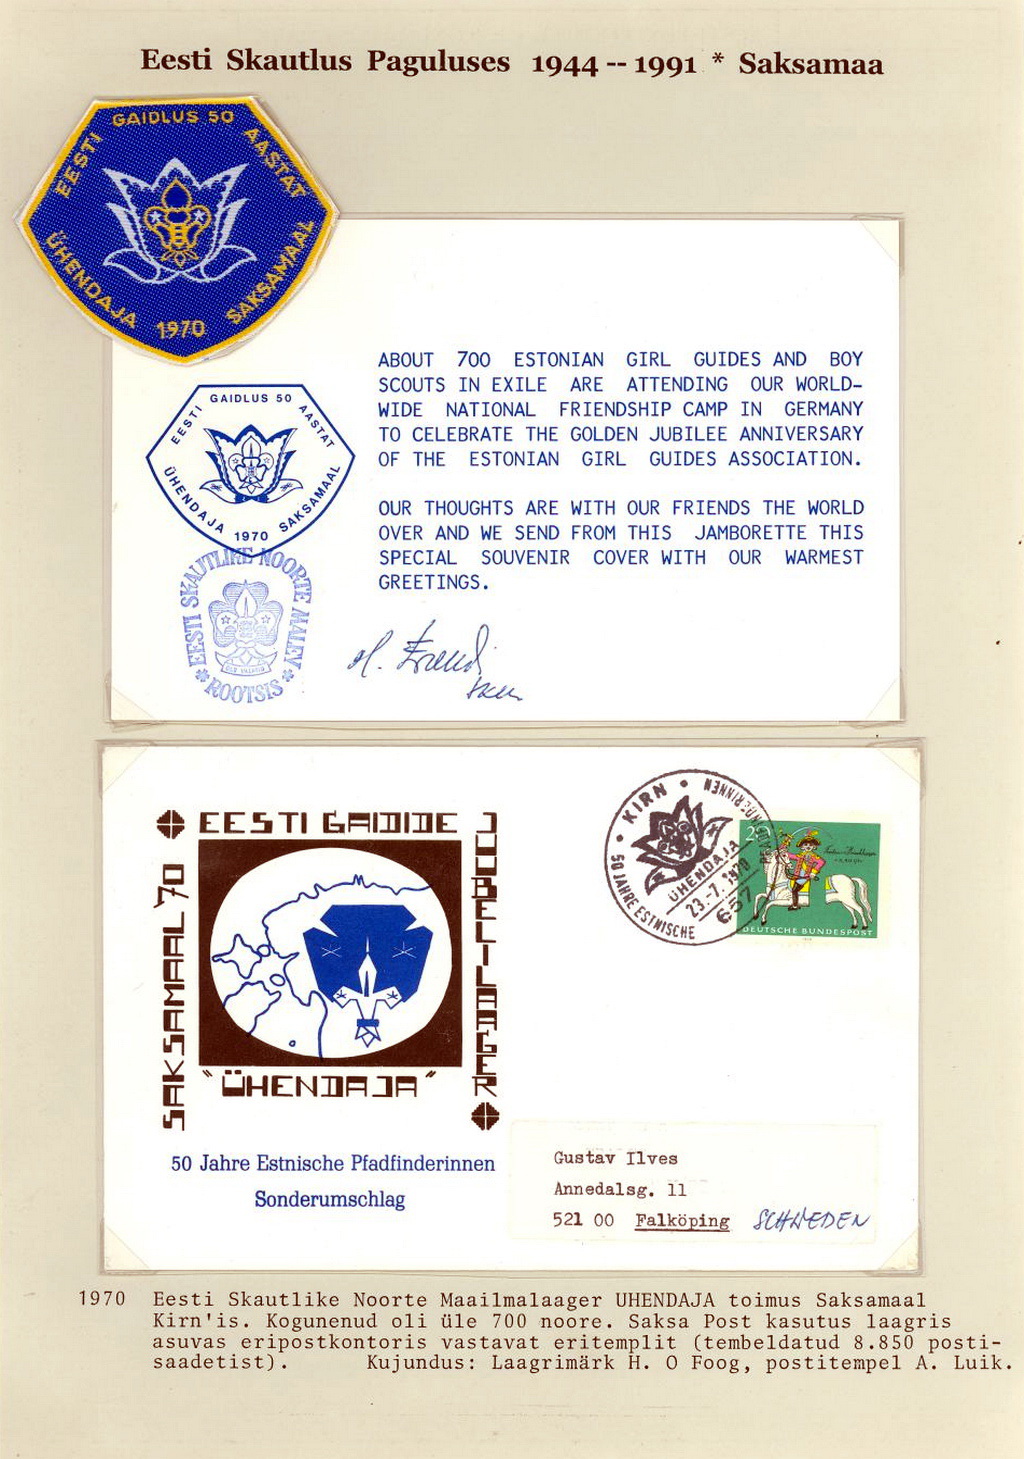 Eesti Skautlus Paguluses 1944 -- 1991 * Saksamaa
EESTI GAIDLUS 50 AASTAT
ÜHENDAJA 1970 SAKSAMAAL
ABOUT 700 ESTONIAN GIRL GUIDES AND BOY
SCOUTS IN EXILE ARE ATTENDING OUR WORLD-
WIDE NATIONAL FRIENDSHIP CAMP IN GERMANY
TO CELEBRATE THE GOLDEN JUBILEE ANNIVERSARY
OF THE ESTONIAN GIRL GUIDES ASSOCIATION.
OUR THOUGHTS ARE WITH OUR FRIENDS THE WORLD
OVER AND WE SEND FROM THIS JAMBORETTE THIS
SPECIAL SOUVENIR COVER WITH OUR WARMEST
GREETINGS.
EESTI GAIDLUS 50 AASTAT
ÜHENDAJA 1970 SAKSAMAAL
EESTI SKAUTLIKE NOORTE MALEV
ROOTSIS
EESTI GAIDIDE
JUUBELILAAGER
SAKSAMAAL '70
"ÜHENDAJA"
50 Jahre Estnische Pfadfinderinnen
Sonderumschlag
KIRN
50 JAHRE ESTNISCHE PFADFINDERINNEN
ÜHENDAJA
23.-7.1970
657
DEUTSCHE BUNDESPOST
Gustav Ilves
Annedalsg. 11
521 00 Falköping SCHWEDEN
1970 Eesti Skautlike Noorte Maailmalaager UHENDAJA toimus Saksamaal
Kirn'is. Kogunenud oli üle 700 noore. Saksa Post kasutus laagris
asuvas eripostkontoris vastavat eritemplit (tembeldatud 8.850 posti-
saadetist). Kujundus: Laagrimärk H. O Foog, postitempel A. Luik.